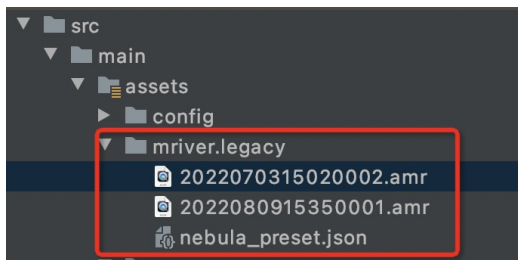 src
main
assets
config
mriver.legacy
2022070315020002.amr
2022080915350001.amr
nebula_preset.json